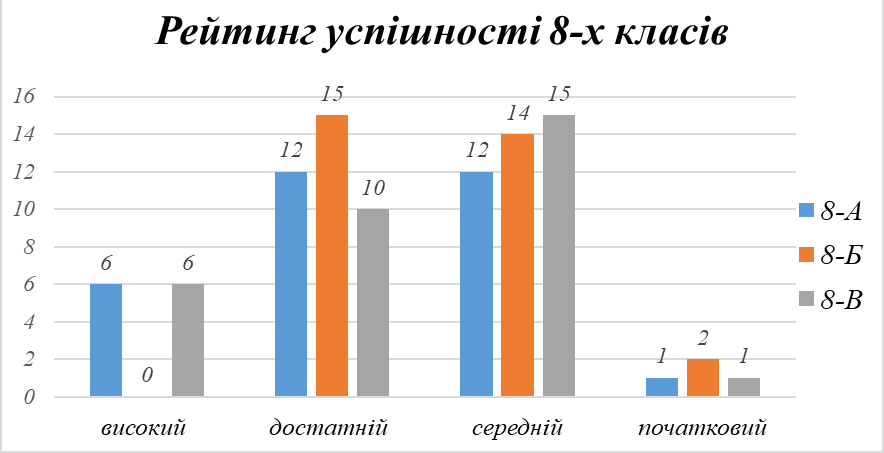 Рейтинг успішності 8-х класів
16
14
12
10
8
6
4
2
0
6
0
6
12
15
10
12
14
15
1
2
1
високий
достатній
середній
початковий
8-А
8-Б
8-В